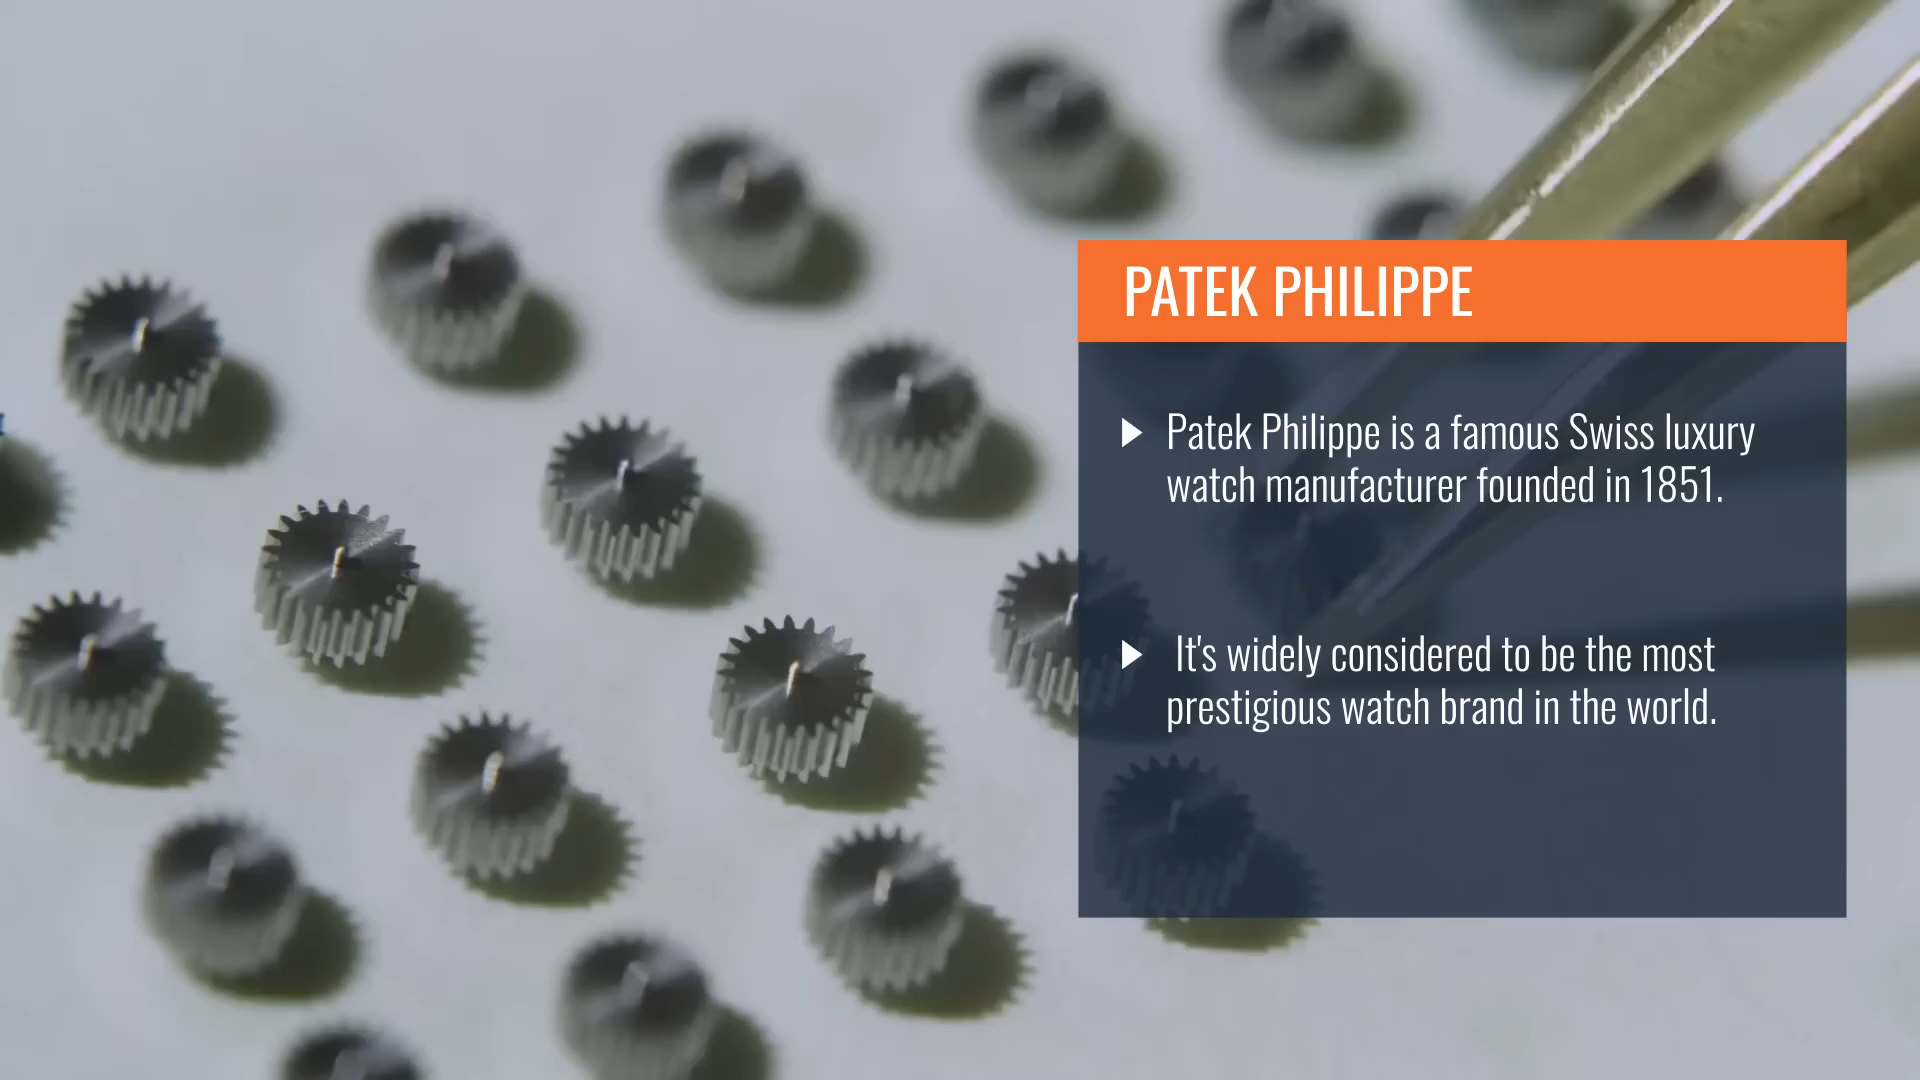 PATEK PHILIPPE
Patek Philippe is a famous Swiss luxury
watch manufacturer founded in 1851.
It's widely considered to be the most
prestigious watch brand in the world.